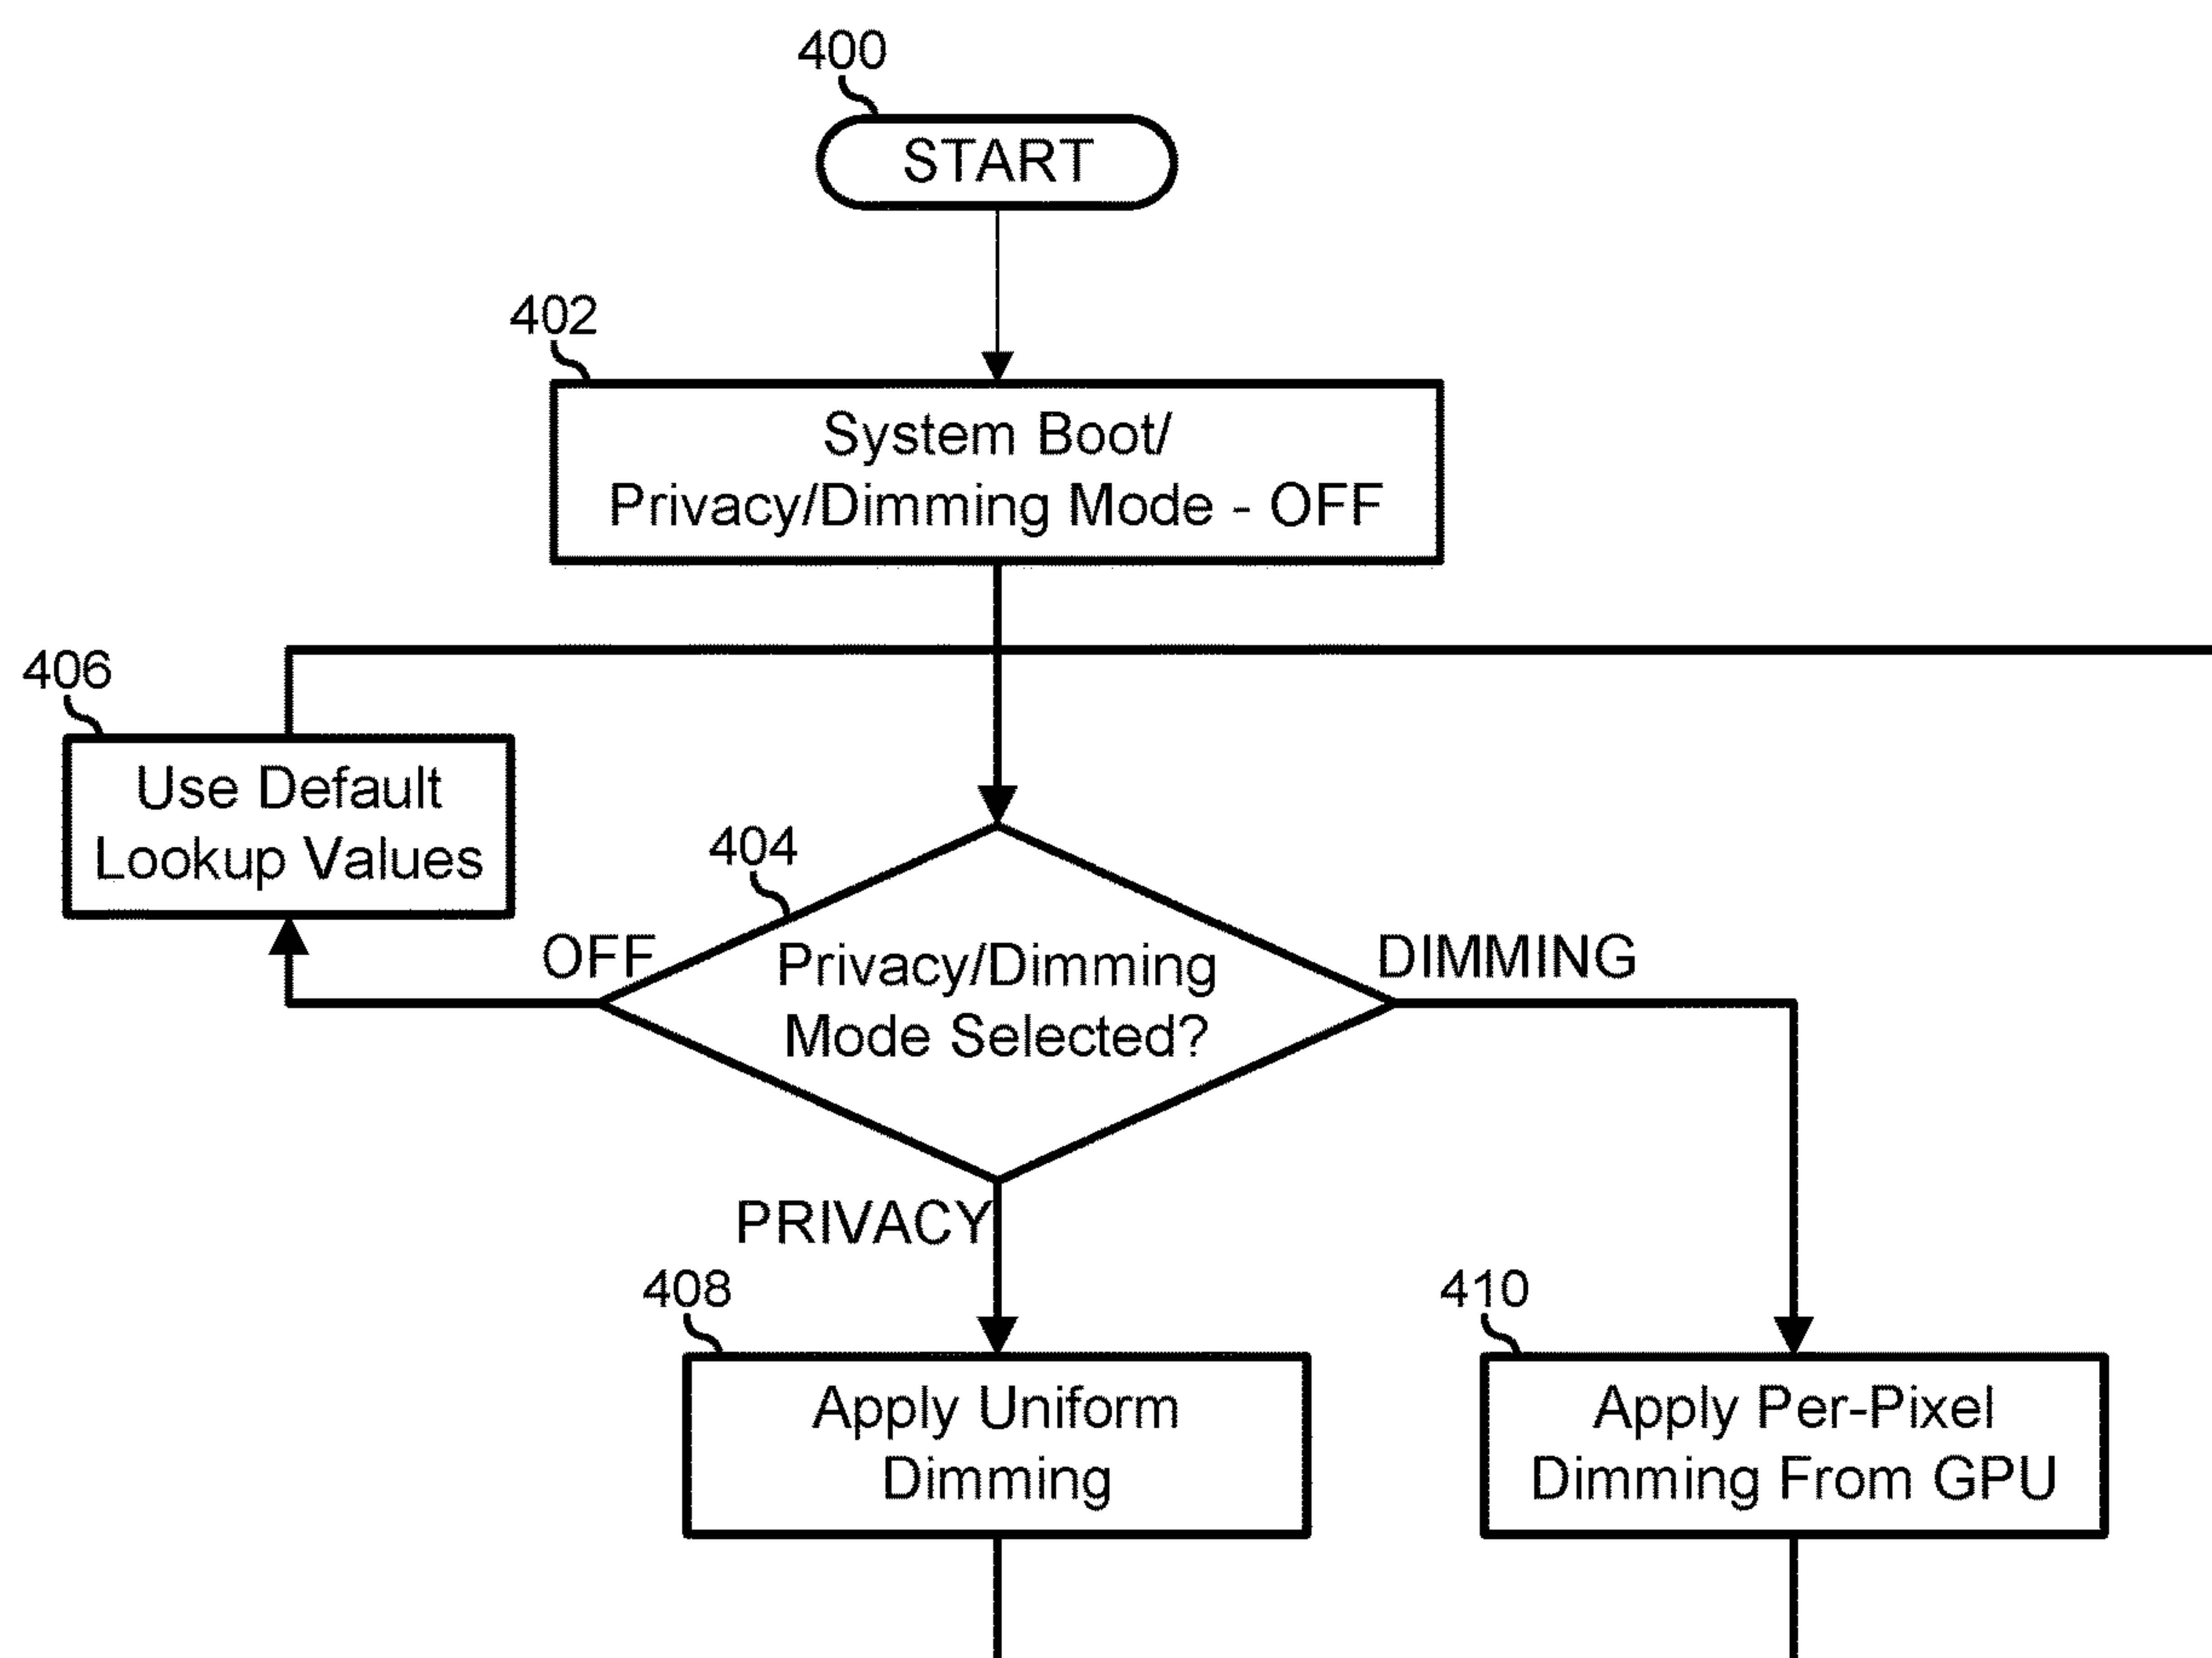 400
START
402
System Boot/
Privacy/Dimming Mode - OFF
406
Use Default
Lookup Values
404
OFF
Privacy/Dimming
Mode Selected?
DIMMING
PRIVACY
408
Apply Uniform
Dimming
410
Apply Per-Pixel
Dimming From GPU